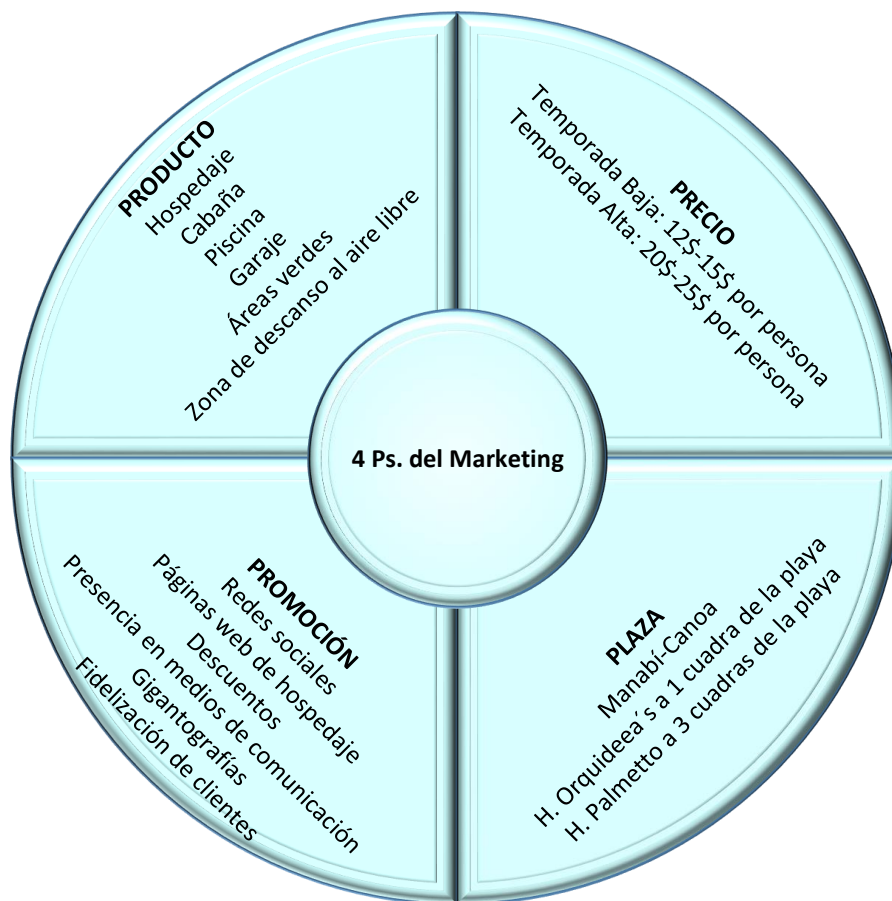 PRODUCTO
Hospedaje
Cabaña
Piscina
Garaje
Áreas verdes
Zona de descanso al aire libre
PRECIO
Temporada Baja: 12$-15$ por persona
Temporada Alta: 20$-25$ por persona
4 Ps. del Marketing
PROMOCIÓN
Redes sociales
Páginas web de hospedaje
Descuentos
Presencia en medios de comunicación
Gigantografías
Fidelización de clientes
PLAZA
Manabí-Canoa
H. Orquideea´s a 1 cuadra de la playa
H. Palmetto a 3 cuadras de la playa